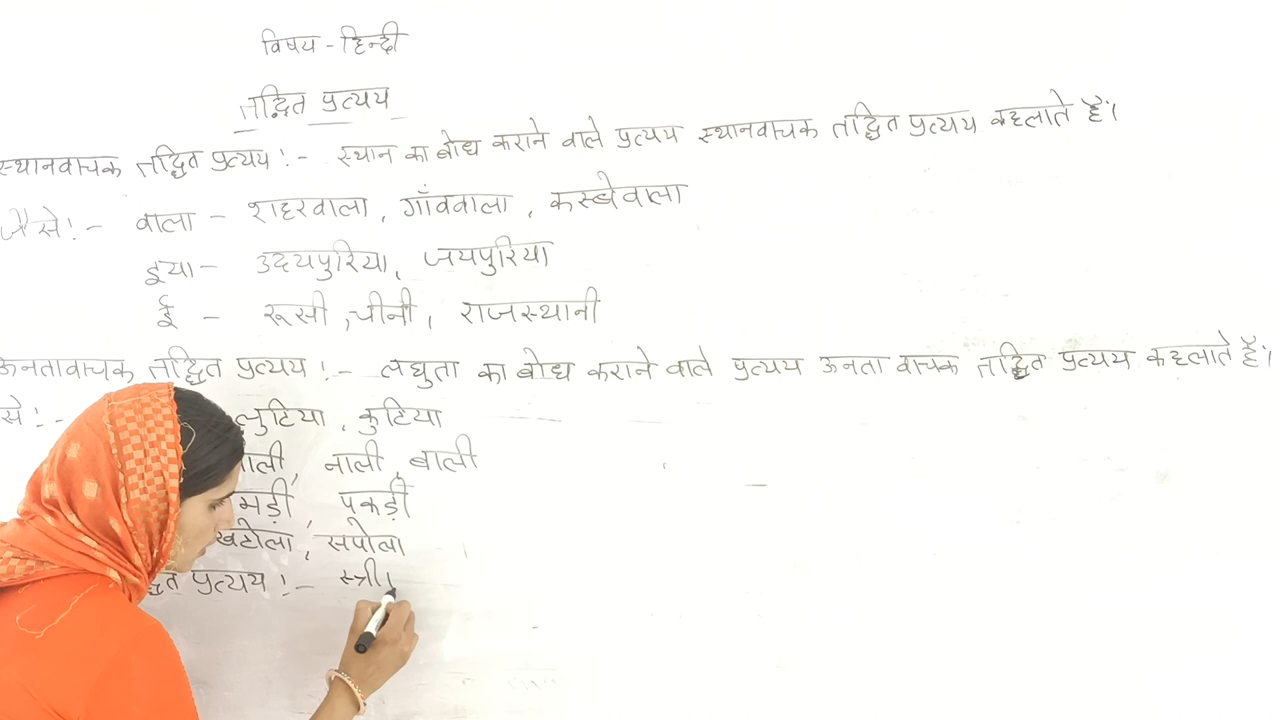 विषय - हिन्दी
तद्धित प्रत्यय
स्थानवाचक तद्धित प्रत्यय :- स्थान का बोध कराने वाले प्रत्यय स्थानवाचक तद्धित प्रत्यय कहलाते हैं।
जैसे :- वाला - शहरवाला, गाँववाला, कस्बेवाला
इया - उदयपुरिया, जयपुरिया
ई - रूसी, चीनी, राजस्थानी
ऊनतावाचक तद्धित प्रत्यय :- लघुता का बोध कराने वाले प्रत्यय ऊनता वाचक तद्धित प्रत्यय कहलाते हैं।
से :- लुटिया, कुटिया
नाली, बाली
मड़ी, पकड़ी
खटोला, सपोला
प्रत्यय :- स्त्री